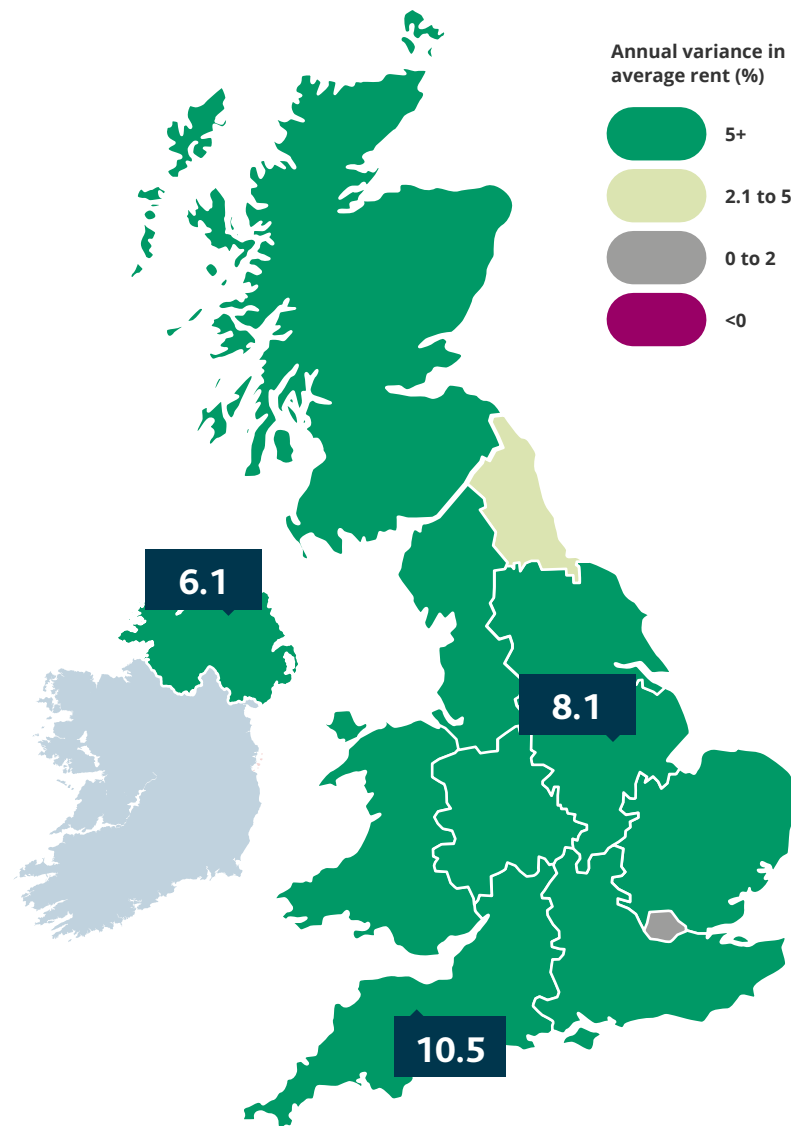 Annual variance in
average rent (%)
5+
2.1 to 5
0 to 2
<0
6.1
8.1
10.5